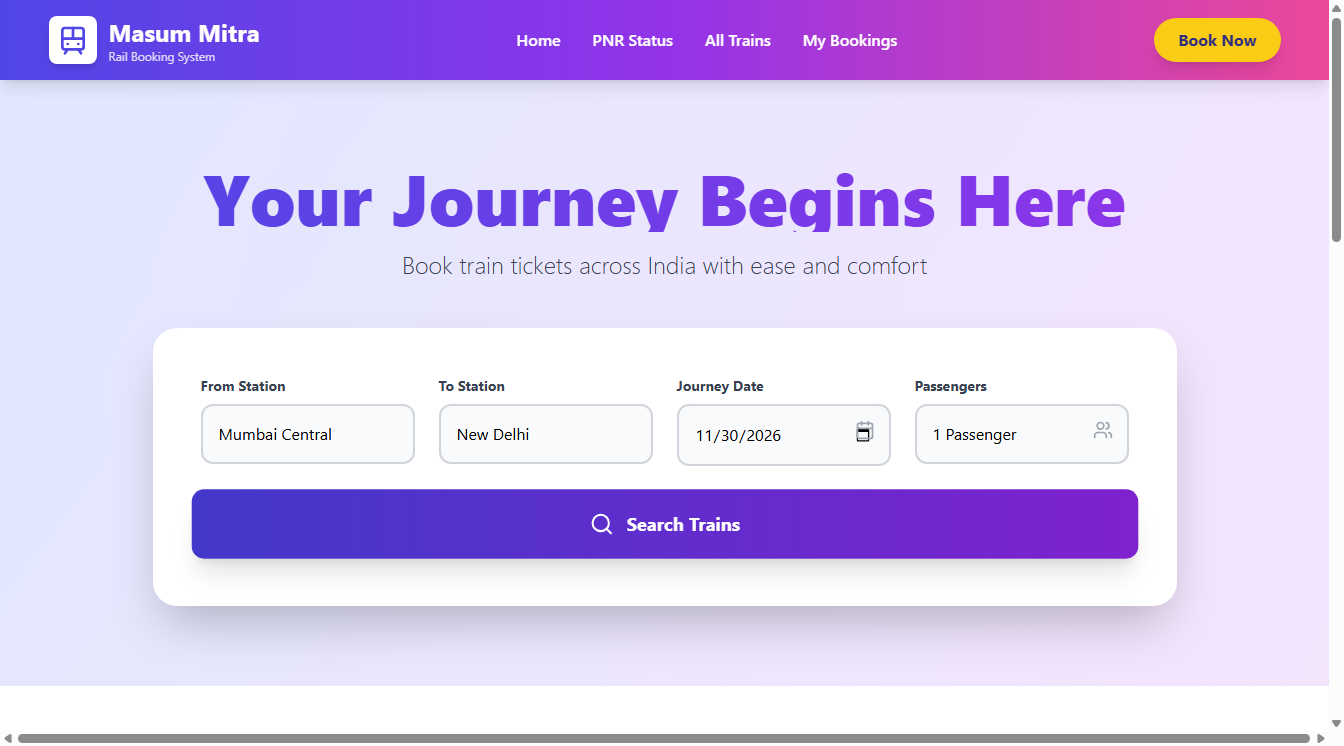 Masum Mitra
Rail Booking System
Home
PNR Status
All Trains
My Bookings
Book Now
Your Journey Begins Here
Book train tickets across India with ease and comfort
From Station
To Station
Journey Date
Passengers
Mumbai Central
New Delhi
11/30/2026
1 Passenger
Search Trains